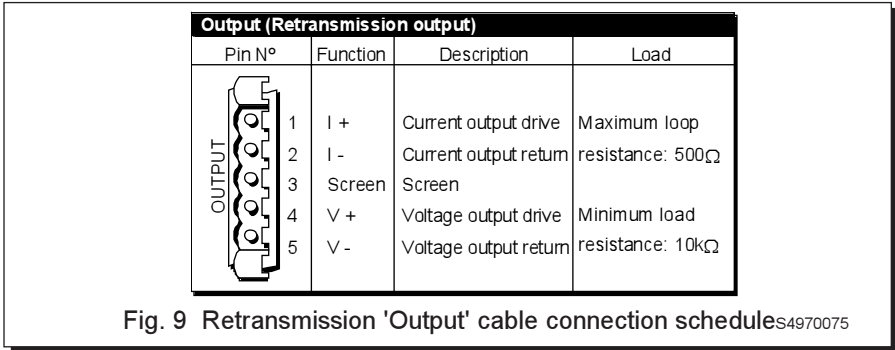 Output (Retransmission output)
Pin Nº Function Description Load
OUTPUT
1 I + Current output drive Maximum loop
2 I - Current output return resistance: 500Ω
3 Screen Screen
4 V + Voltage output drive Minimum load
5 V - Voltage output return resistance: 10kΩ
Fig. 9 Retransmission 'Output' cable connection schedule S4970075